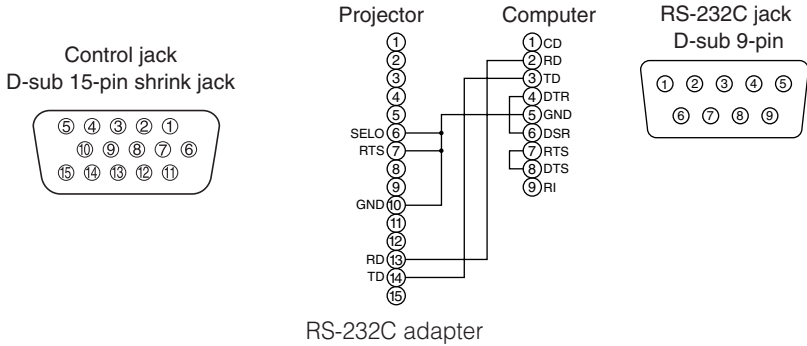 Projector Computer RS-232C jack
D-sub 9-pin
Control jack
D-sub 15-pin shrink jack
5 4 3 2 1
10 9 8 7 6
15 14 13 12 11
1
2
3
4
5
SELO 6
RTS 7
8
9
GND 10
11
12
RD 13
TD 14
15
1 CD
2 RD
3 TD
4 DTR
5 GND
6 DSR
7 RTS
8 DTS
9 RI
1 2 3 4 5
6 7 8 9
RS-232C adapter